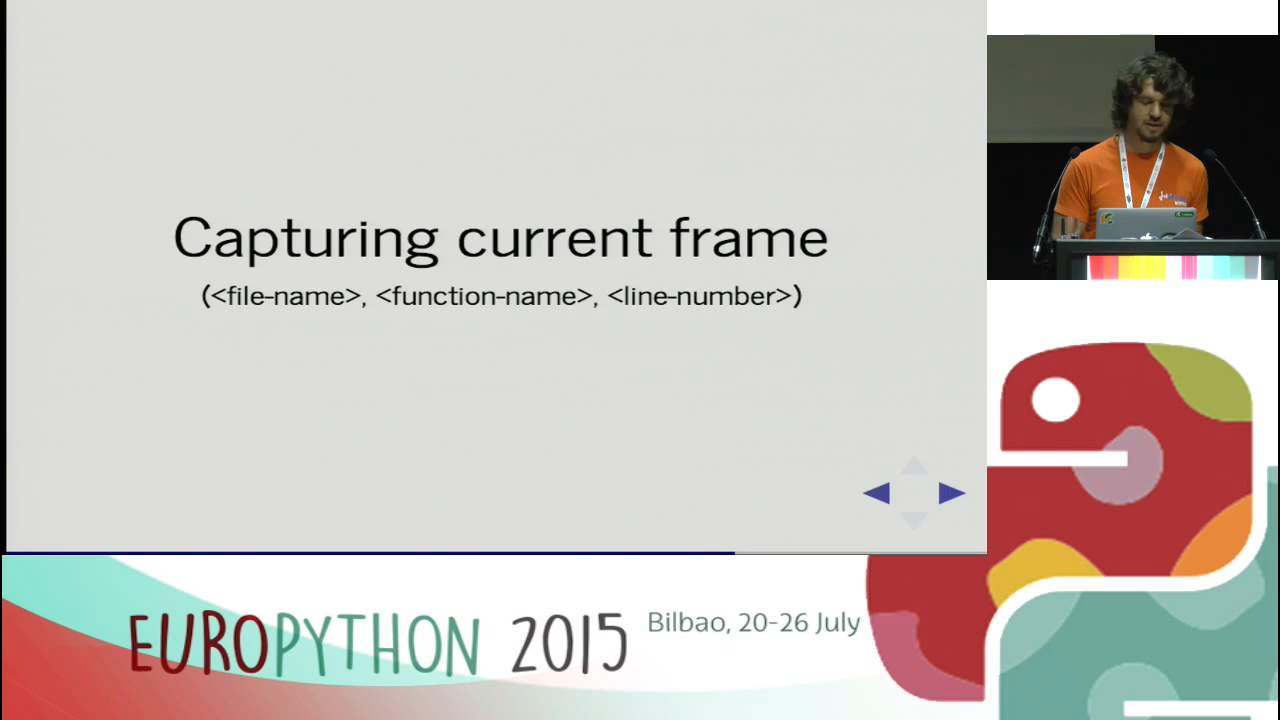 Capturing current frame
(<file-name>, <function-name>, <line-number>)
EUROPYTHON 2015
Bilbao, 20-26 July